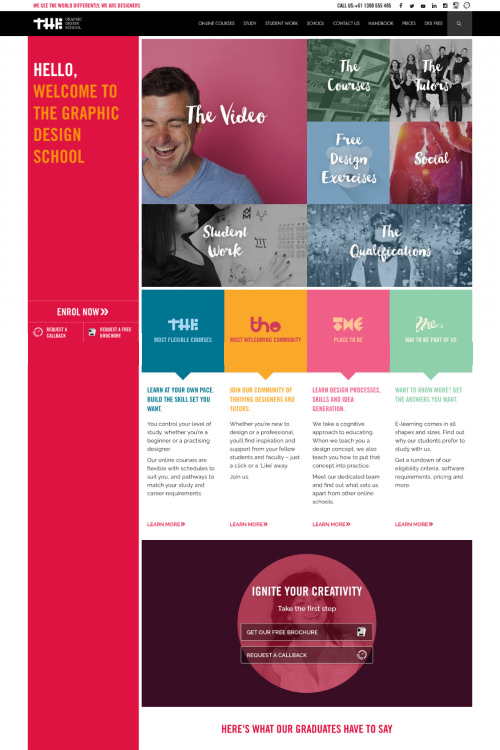 WE SEE THE WORLD DIFFERENTLY, WE ARE DESIGNERS
CALL US:+61 1300 655 485
THE GRAPHIC DESIGN SCHOOL
ONLINE COURSES STUDY STUDENT WORK SCHOOL CONTACT US HANDBOOK PRICES DKB FREE
HELLO,
WELCOME TO
THE GRAPHIC
DESIGN
SCHOOL
ENROL NOW
REQUEST A
CALLBACK
REQUEST A FREE
BROCHURE
The Video
The
Courses
The
Tutors
Free
Design
Exercises
Social
Student
Work
The
Qualifications
THE
MOST FLEXIBLE COURSES
the
MOST WELCOMING COMMUNITY
THE
PLACE TO BE
the
WAY TO BE PART OF US
LEARN AT YOUR OWN PACE.
BUILD THE SKILL SET YOU
WANT.
You control your level of
study, whether you're a
beginner or a practising
designer.
Our online courses are
flexible with schedules to
suit you, and pathways to
match your study and
career requirements.
LEARN MORE
JOIN OUR COMMUNITY OF
THRIVING DESIGNERS AND
TUTORS.
Whether you're new to
design or a professional,
you'll find inspiration and
support from your fellow
students and faculty – just
a click or a 'Like' away.
Join us.
LEARN MORE
LEARN DESIGN PROCESSES,
SKILLS AND IDEA
GENERATION.
We take a cognitive
approach to educating.
When we teach you a
design concept, we also
teach you how to put that
concept into practice.
Meet our dedicated team
and find out what sets us
apart from other online
schools.
LEARN MORE
WANT TO KNOW MORE? GET
THE ANSWERS YOU WANT.
E-learning comes in all
shapes and sizes. Find out
why our students prefer to
study with us.
Get a rundown of our
eligibility criteria, software
requirements, pricing and
more.
LEARN MORE
IGNITE YOUR CREATIVITY
Take the first step
GET OUR FREE BROCHURE
REQUEST A CALLBACK
HERE'S WHAT OUR GRADUATES HAVE TO SAY